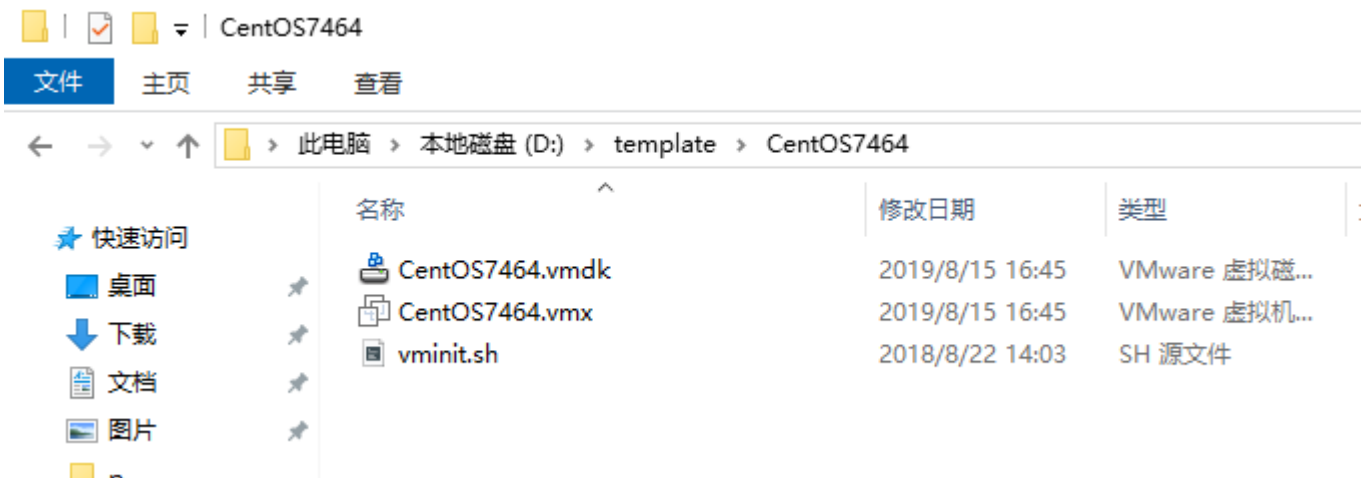 CentOS7464
文件 主页 共享 查看
此电脑 > 本地磁盘 (D:) > template > CentOS7464
名称 修改日期 类型
快速访问
CentOS7464.vmdk 2019/8/15 16:45 VMware 虚拟磁...
桌面
CentOS7464.vmx 2019/8/15 16:45 VMware 虚拟机...
下载
vminit.sh 2018/8/22 14:03 SH 源文件
文档
图片